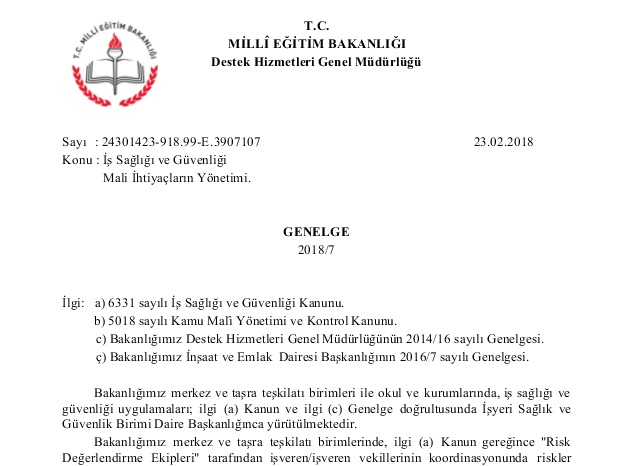 T.C. MİLLÎ EĞİTİM BAKANLIĞI
T.C.
MİLLÎ EĞİTİM BAKANLIĞI
Destek Hizmetleri Genel Müdürlüğü
Sayı : 24301423-918.99-E.3907107 23.02.2018
Konu : İş Sağlığı ve Güvenliği
Mali İhtiyaçların Yönetimi.
GENELGE
2018/7
İlgi: a) 6331 sayılı İş Sağlığı ve Güvenliği Kanunu.
b) 5018 sayılı Kamu Malî Yönetimi ve Kontrol Kanunu.
c) Bakanlığımız Destek Hizmetleri Genel Müdürlüğünün 2014/16 sayılı Genelgesi.
ç) Bakanlığımız İnşaat ve Emlak Dairesi Başkanlığının 2016/7 sayılı Genelgesi.
Bakanlığımız merkez ve taşra teşkilatı birimleri ile okul ve kurumlarında, iş sağlığı ve
güvenliği uygulamaları; ilgi (a) Kanun ve ilgi (c) Genelge doğrultusunda İşyeri Sağlık ve
Güvenlik Birimi Daire Başkanlığınca yürütülmektedir.
Bakanlığımız merkez ve taşra teşkilatı birimlerinde, ilgi (a) Kanun gereğince "Risk
Değerlendirme Ekipleri" tarafından işveren/işveren vekillerinin koordinasyonunda riskler